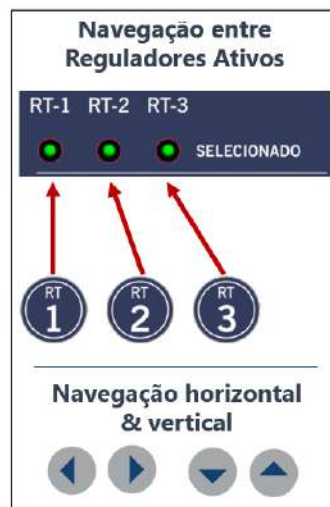 Navegação entre
Reguladores Ativos
RT-1 RT-2 RT-3
SELECIONADO
RT
1
RT
2
RT
3
Navegação horizontal
& vertical